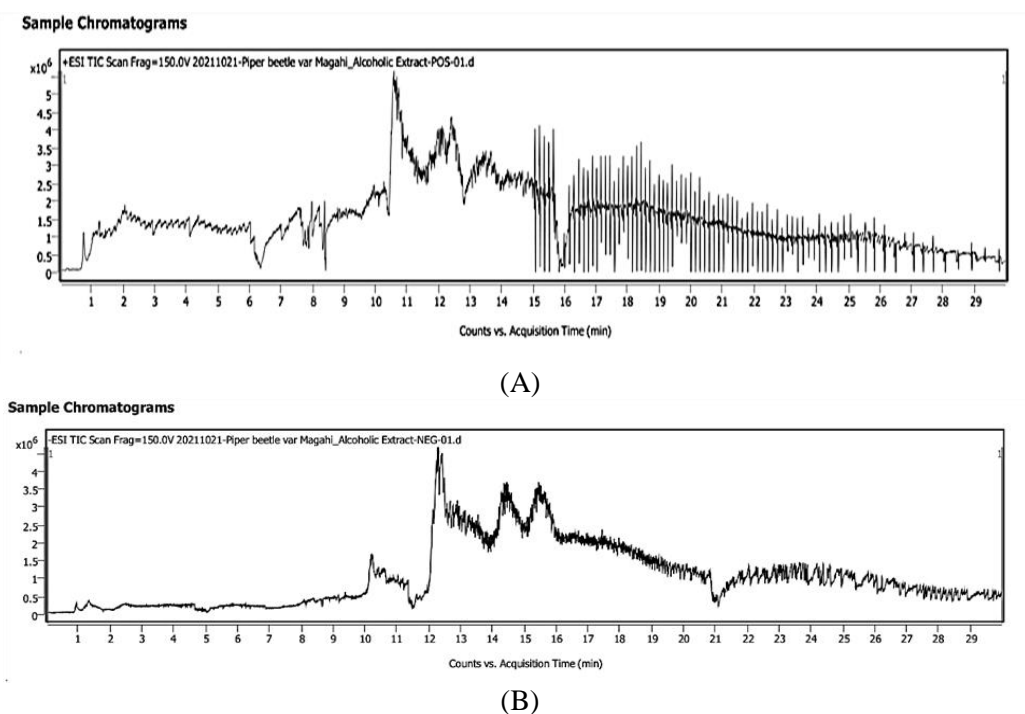 Sample Chromatograms
x10⁶
+ESI TIC Scan Frag=150.0V 20211021-Piper beetle var Magahi_Alcoholic Extract-POS-01.d
1 1
5
4.5
4
3.5
3
2.5
2
1.5
1
0.5
0
1 2 3 4 5 6 7 8 9 10 11 12 13 14 15 16 17 18 19 20 21 22 23 24 25 26 27 28 29
Counts vs. Acquisition Time (min)
(A)
Sample Chromatograms
x10⁶
-ESI TIC Scan Frag=150.0V 20211021-Piper beetle var Magahi_Alcoholic Extract-NEG-01.d
1 1
4
3.5
3
2.5
2
1.5
1
0.5
0
1 2 3 4 5 6 7 8 9 10 11 12 13 14 15 16 17 18 19 20 21 22 23 24 25 26 27 28 29
Counts vs. Acquisition Time (min)
(B)